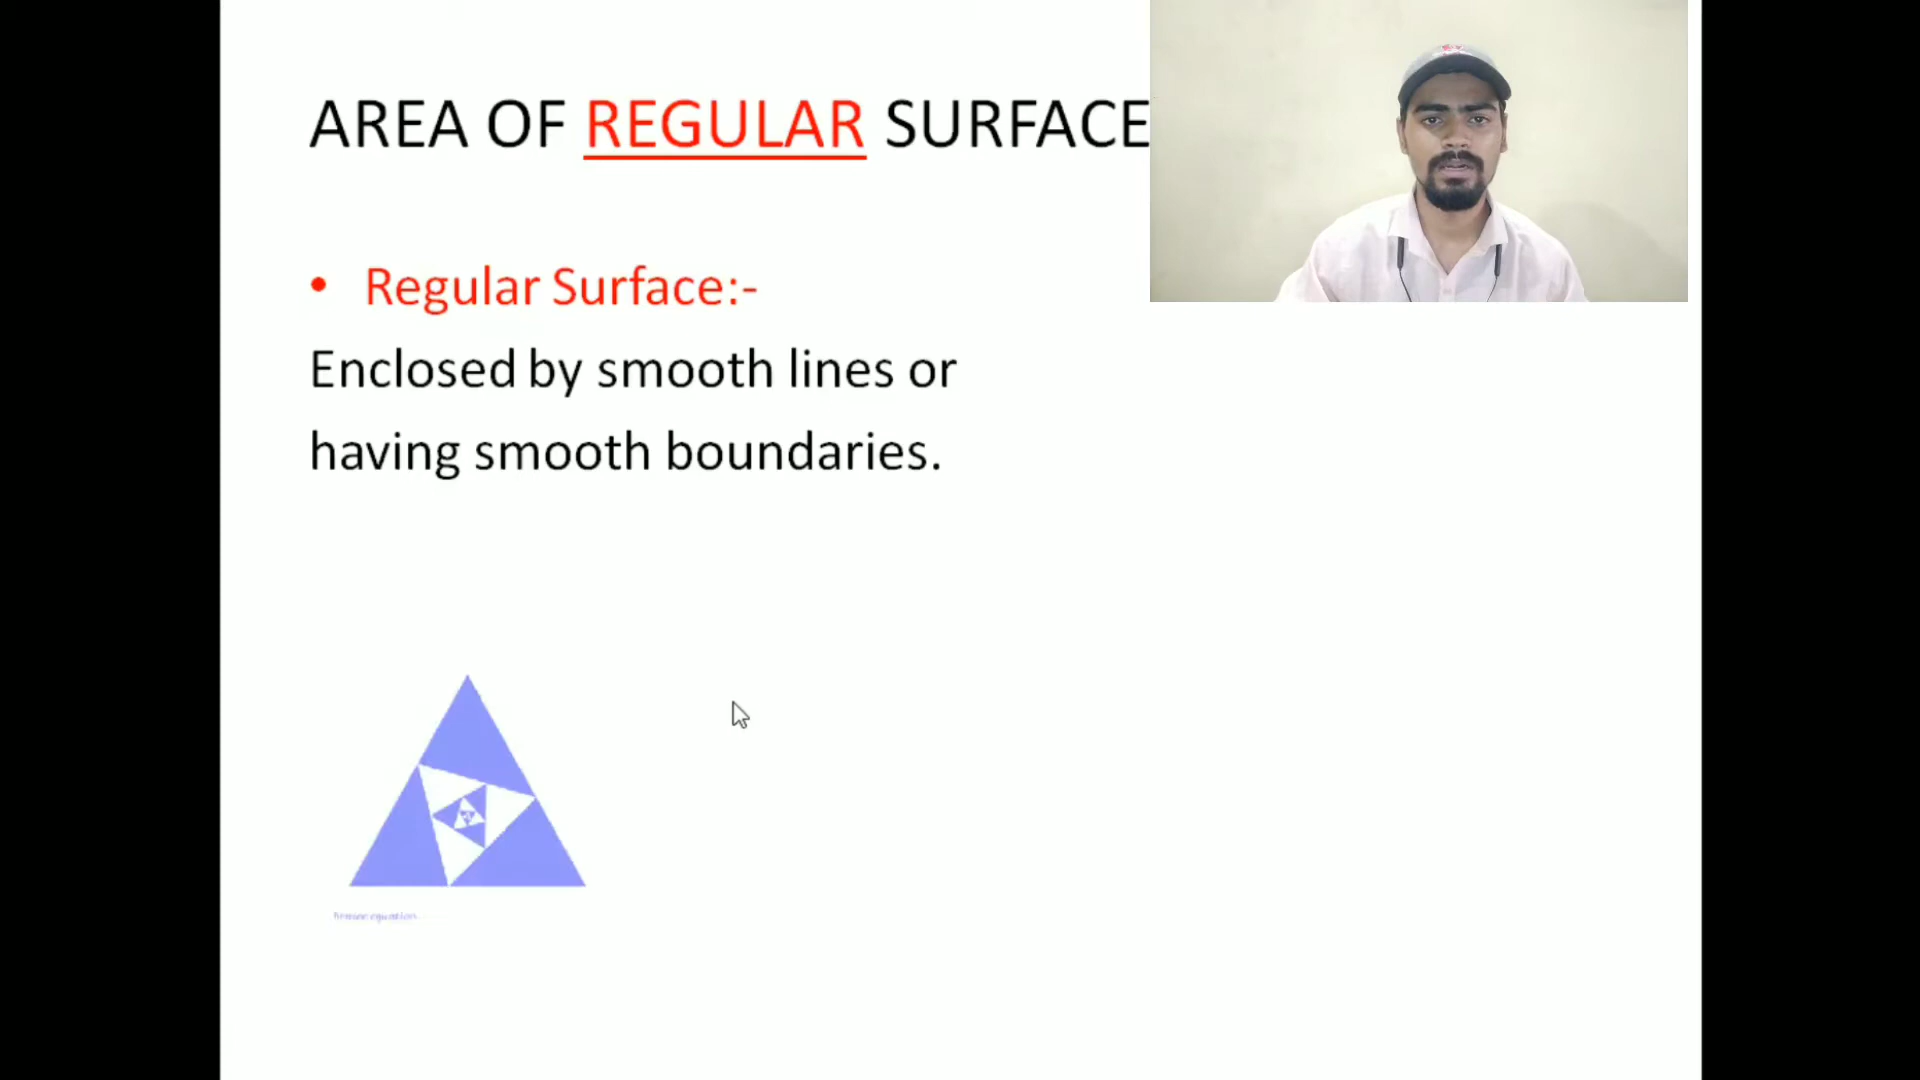 AREA OF REGULAR SURFACE
• Regular Surface:-
Enclosed by smooth lines or
having smooth boundaries.